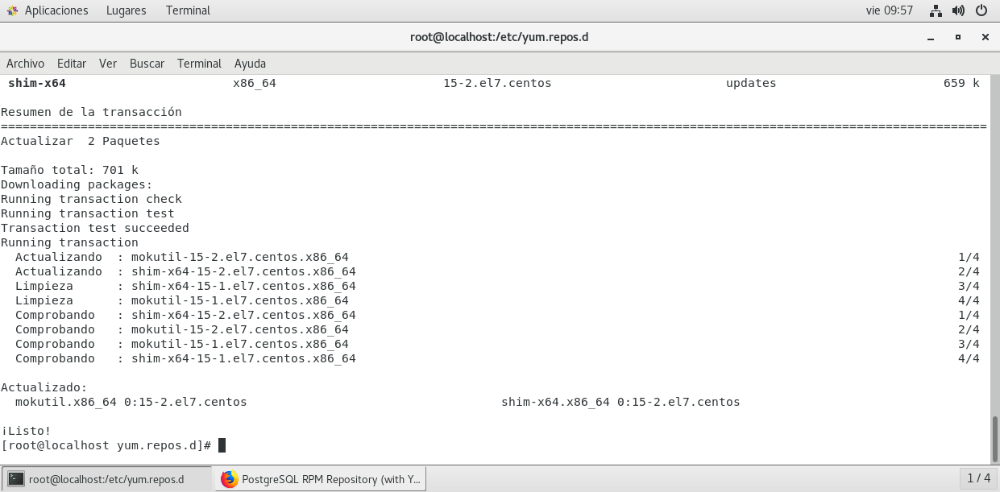 Aplicaciones Lugares Terminal vie 09:57
root@localhost:/etc/yum.repos.d
Archivo Editar Ver Buscar Terminal Ayuda
shim-x64 x86_64 15-2.el7.centos updates 659 k
Resumen de la transacción
========================================================================================================================================
Actualizar  2 Paquetes
Tamaño total: 701 k
Downloading packages:
Running transaction check
Running transaction test
Transaction test succeeded
Running transaction
  Actualizando  : mokutil-15-2.el7.centos.x86_64 1/4
  Actualizando  : shim-x64-15-2.el7.centos.x86_64 2/4
  Limpieza      : shim-x64-15-1.el7.centos.x86_64 3/4
  Limpieza      : mokutil-15-1.el7.centos.x86_64 4/4
  Comprobando   : shim-x64-15-2.el7.centos.x86_64 1/4
  Comprobando   : mokutil-15-2.el7.centos.x86_64 2/4
  Comprobando   : mokutil-15-1.el7.centos.x86_64 3/4
  Comprobando   : shim-x64-15-1.el7.centos.x86_64 4/4
Actualizado:
  mokutil.x86_64 0:15-2.el7.centos shim-x64.x86_64 0:15-2.el7.centos
¡Listo!
[root@localhost yum.repos.d]#
root@localhost:/etc/yum.repos.d PostgreSQL RPM Repository (with Y... 1 / 4